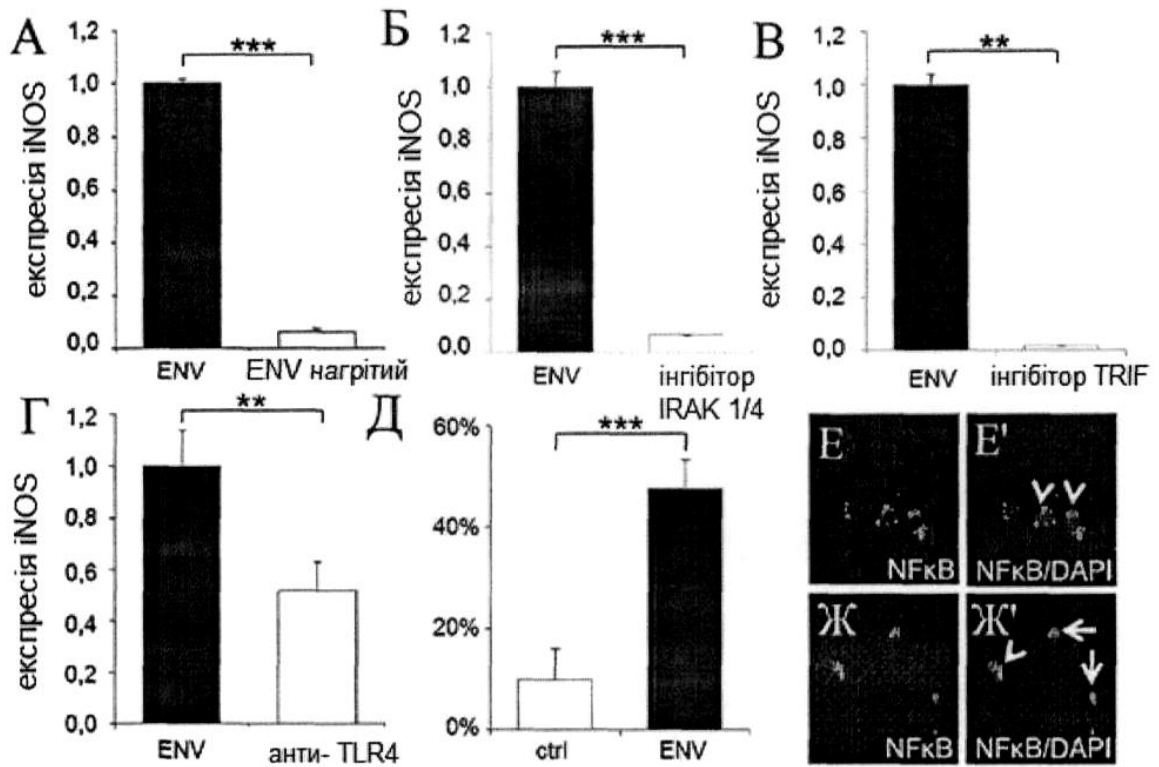 А
експресія iNOS
1,2
1,0
0,8
0,6
0,4
0,2
0,0
***
ENV
ENV нагрітий
Б
експресія iNOS
1,2
1,0
0,8
0,6
0,4
0,2
0,0
***
ENV
інгібітор
IRAK 1/4
В
експресія iNOS
1,2
1,0
0,8
0,6
0,4
0,2
0,0
**
ENV
інгібітор TRIF
Г
експресія iNOS
1,2
1,0
0,8
0,6
0,4
0,2
0,0
**
ENV
анти- TLR4
Д
60%
40%
20%
0%
***
ctrl
ENV
Е
NFκB
Е'
NFκB/DAPI
Ж
NFκB
Ж'
NFκB/DAPI